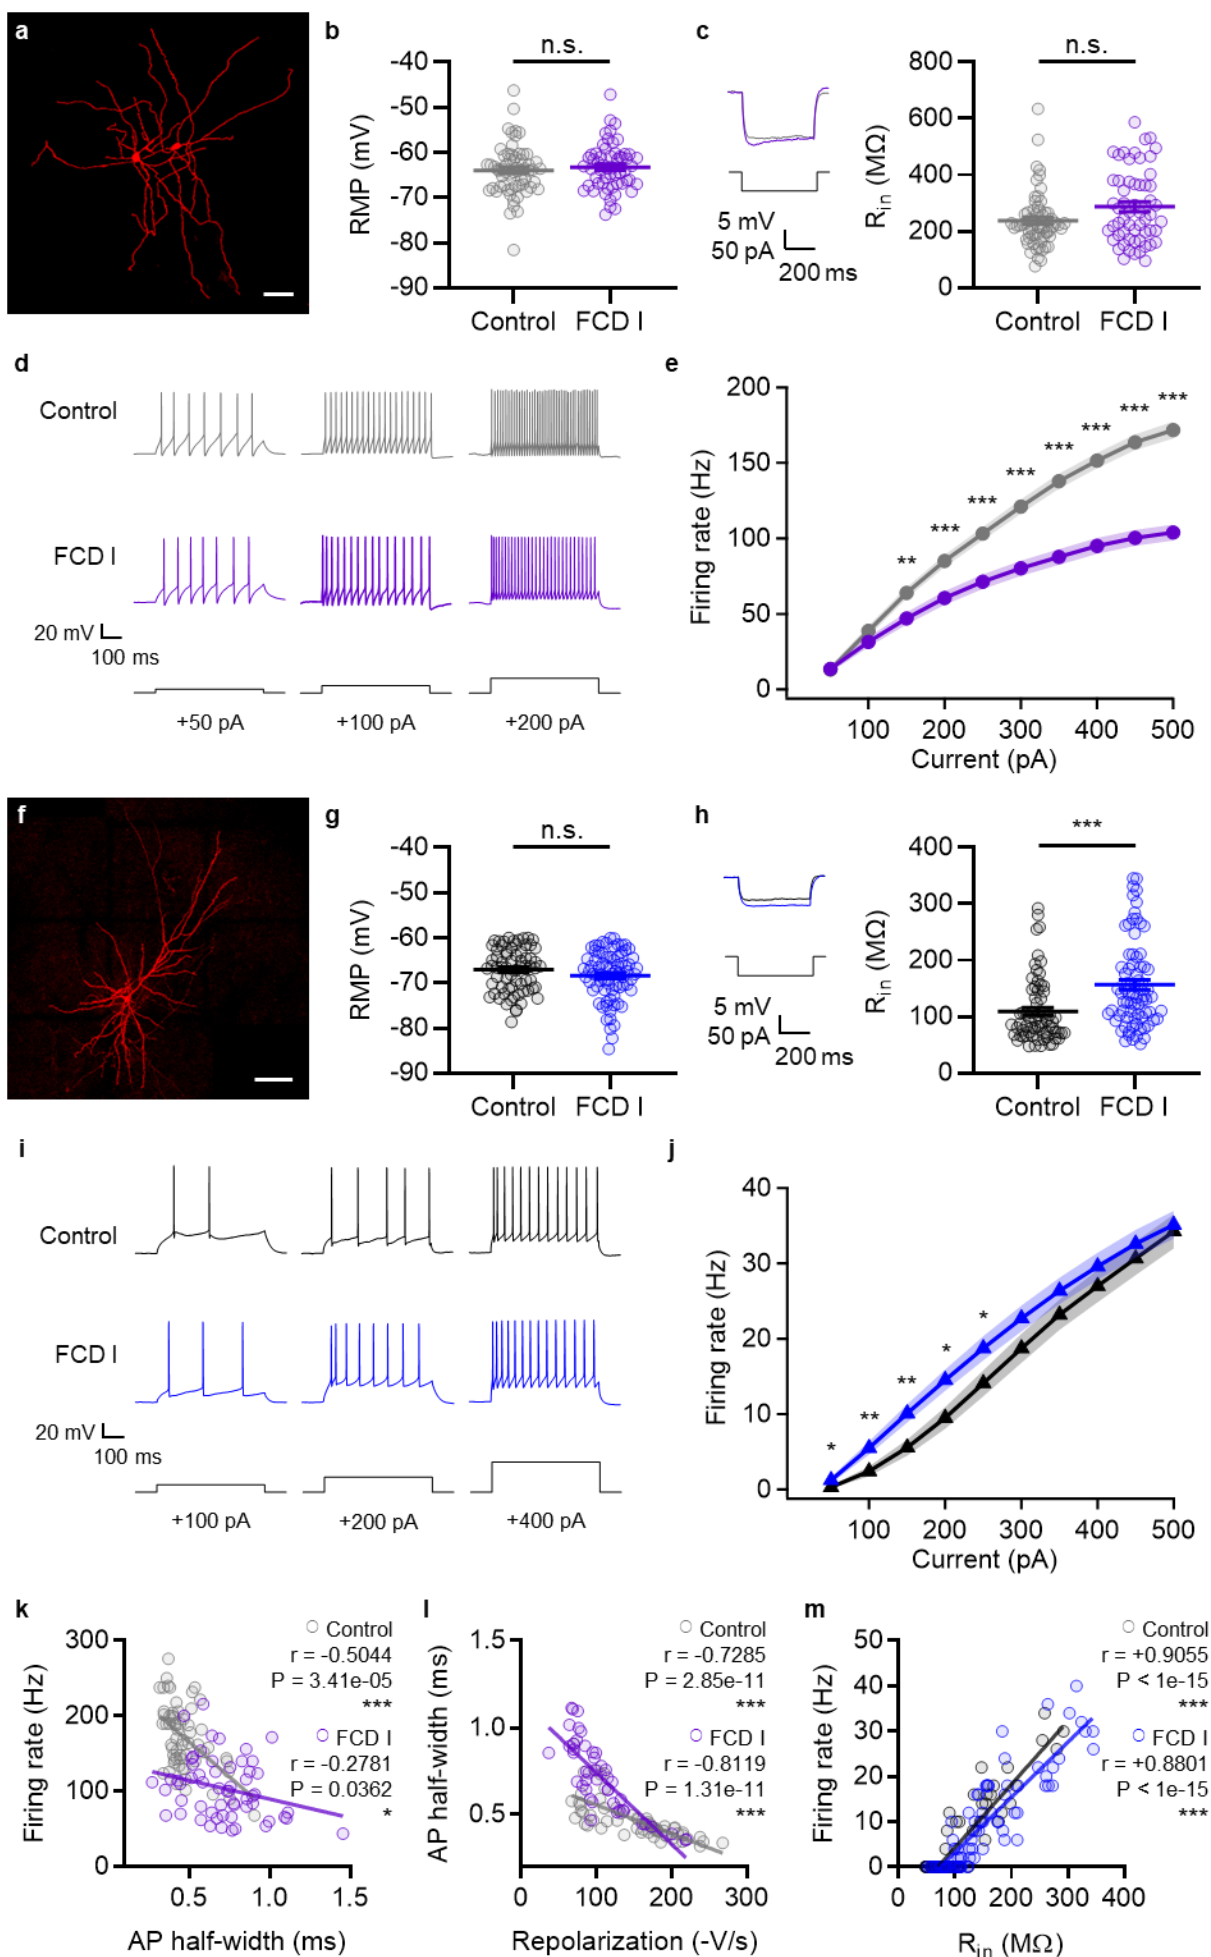 a
b
n.s.
-40
-50
-60
-70
-80
-90
RMP (mV)
Control FCD I
c
5 mV
50 pA
200 ms
n.s.
800
600
400
200
0
Rin (MΩ)
Control FCD I
d
Control
FCD I
20 mV
100 ms
+50 pA +100 pA +200 pA
e
200
150
100
50
0
Firing rate (Hz)
** *** *** *** *** *** *** ***
100 200 300 400 500
Current (pA)
f
g
n.s.
-40
-50
-60
-70
-80
-90
RMP (mV)
Control FCD I
h
5 mV
50 pA
200 ms
***
400
300
200
100
0
Rin (MΩ)
Control FCD I
i
Control
FCD I
20 mV
100 ms
+100 pA +200 pA +400 pA
j
40
30
20
10
0
Firing rate (Hz)
* ** ** * *
100 200 300 400 500
Current (pA)
k
300
200
100
0
Firing rate (Hz)
Control
r = -0.5044
P = 3.41e-05
***
FCD I
r = -0.2781
P = 0.0362
*
0.5 1.0 1.5
AP half-width (ms)
l
1.5
1.0
0.5
AP half-width (ms)
Control
r = -0.7285
P = 2.85e-11
***
FCD I
r = -0.8119
P = 1.31e-11
***
0 100 200 300
Repolarization (-V/s)
m
50
40
30
20
10
0
Firing rate (Hz)
Control
r = +0.9055
P < 1e-15
***
FCD I
r = +0.8801
P < 1e-15
***
0 100 200 300 400
Rin (MΩ)